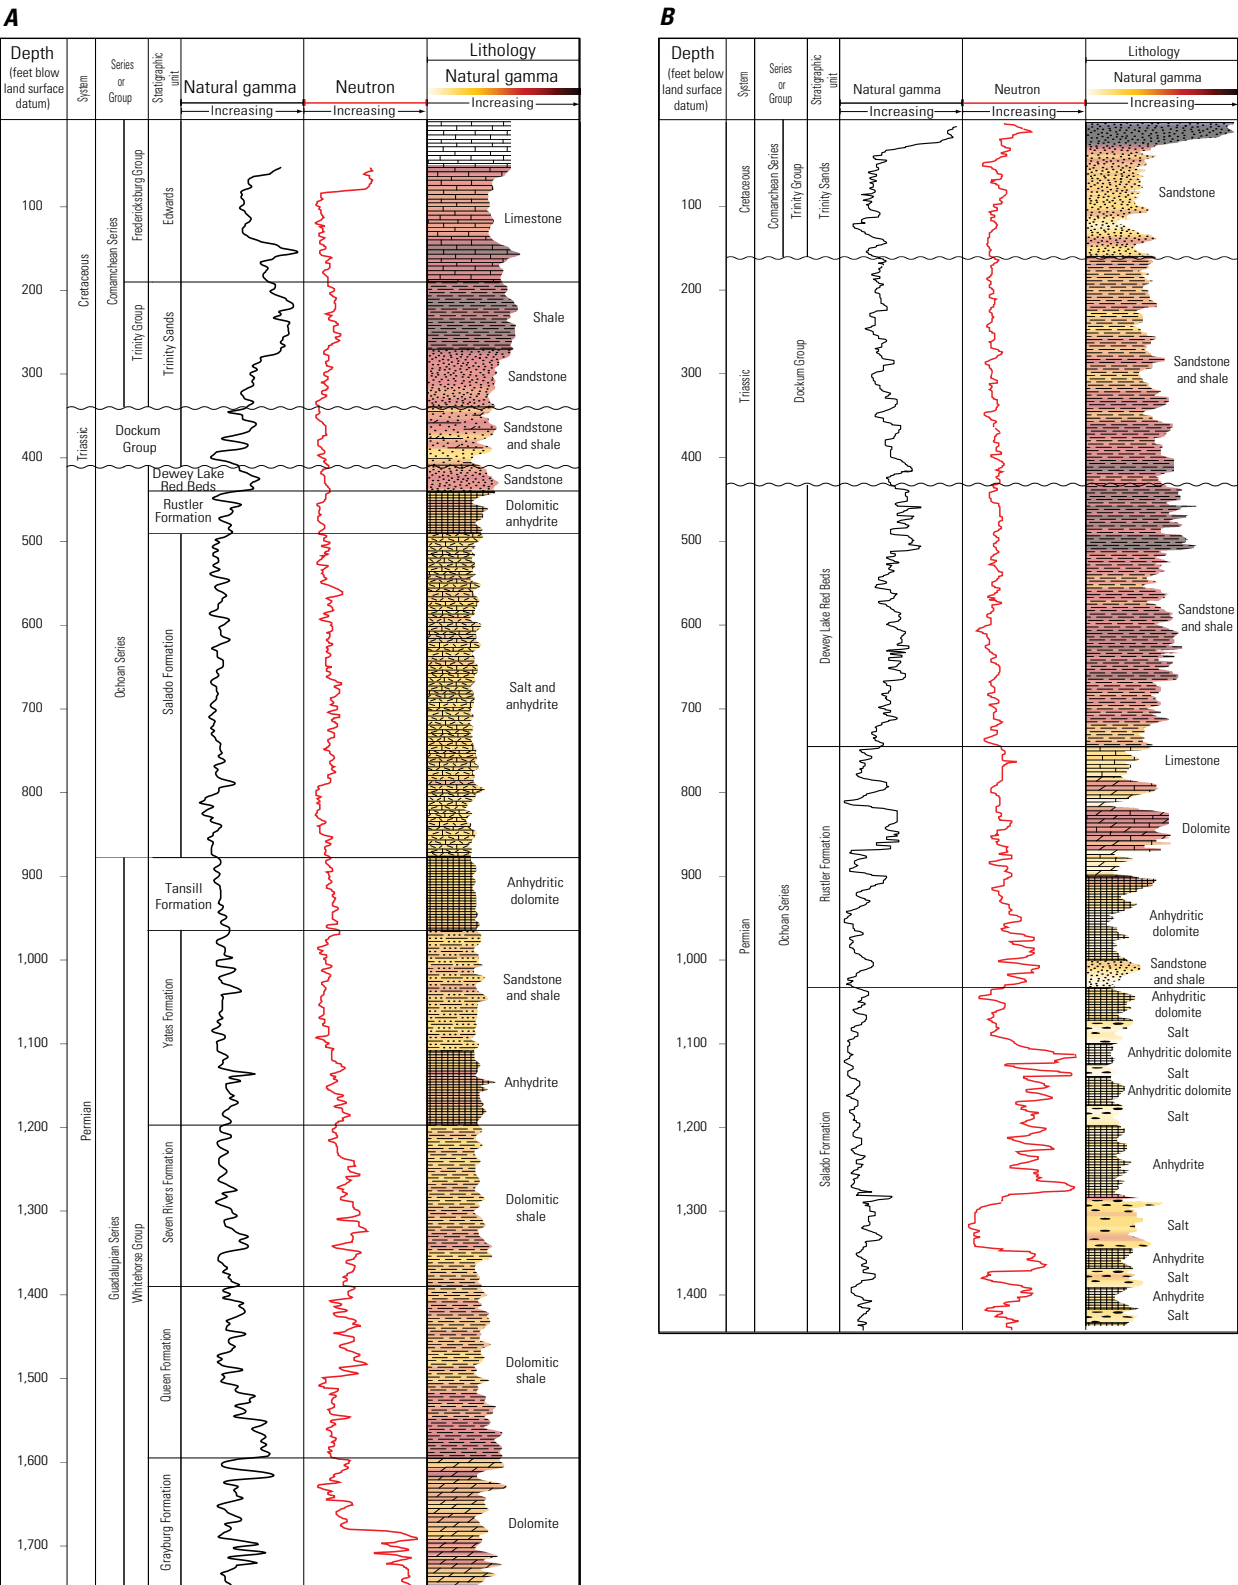 A
Depth
(feet blow
land surface
datum)
System
Series
or
Group
Stratigraphic
unit
Natural gamma
Increasing
Neutron
Increasing
Lithology
Natural gamma
Increasing
100
200
300
400
500
600
700
800
900
1,000
1,100
1,200
1,300
1,400
1,500
1,600
1,700
Cretaceous
Triassic
Permian
Comamchean Series
Fredericksburg Group
Trinity Group
Edwards
Trinity Sands
Dockum
Group
Ochoan Series
Dewey Lake
Red Beds
Rustler
Formation
Salado Formation
Guadalupian Series
Whitehorse Group
Tansill
Formation
Yates Formation
Seven Rivers Formation
Queen Formation
Grayburg Formation
Limestone
Shale
Sandstone
Sandstone
and shale
Sandstone
Dolomitic
anhydrite
Salt and
anhydrite
Anhydritic
dolomite
Sandstone
and shale
Anhydrite
Dolomitic
shale
Dolomitic
shale
Dolomite
B
Depth
(feet below
land surface
datum)
System
Series
or
Group
Stratigraphic
unit
Natural gamma
Increasing
Neutron
Increasing
Lithology
Natural gamma
Increasing
100
200
300
400
500
600
700
800
900
1,000
1,100
1,200
1,300
1,400
Cretaceous
Triassic
Permian
Comanchean Series
Trinity Group
Trinity Sands
Dockum Group
Ochoan Series
Dewey Lake Red Beds
Rustler Formation
Salado Formation
Sandstone
Sandstone
and shale
Sandstone
and shale
Limestone
Dolomite
Anhydritic
dolomite
Sandstone
and shale
Anhydritic
dolomite
Salt
Anhydritic dolomite
Salt
Anhydritic dolomite
Salt
Anhydrite
Salt
Anhydrite
Salt
Anhydrite
Salt